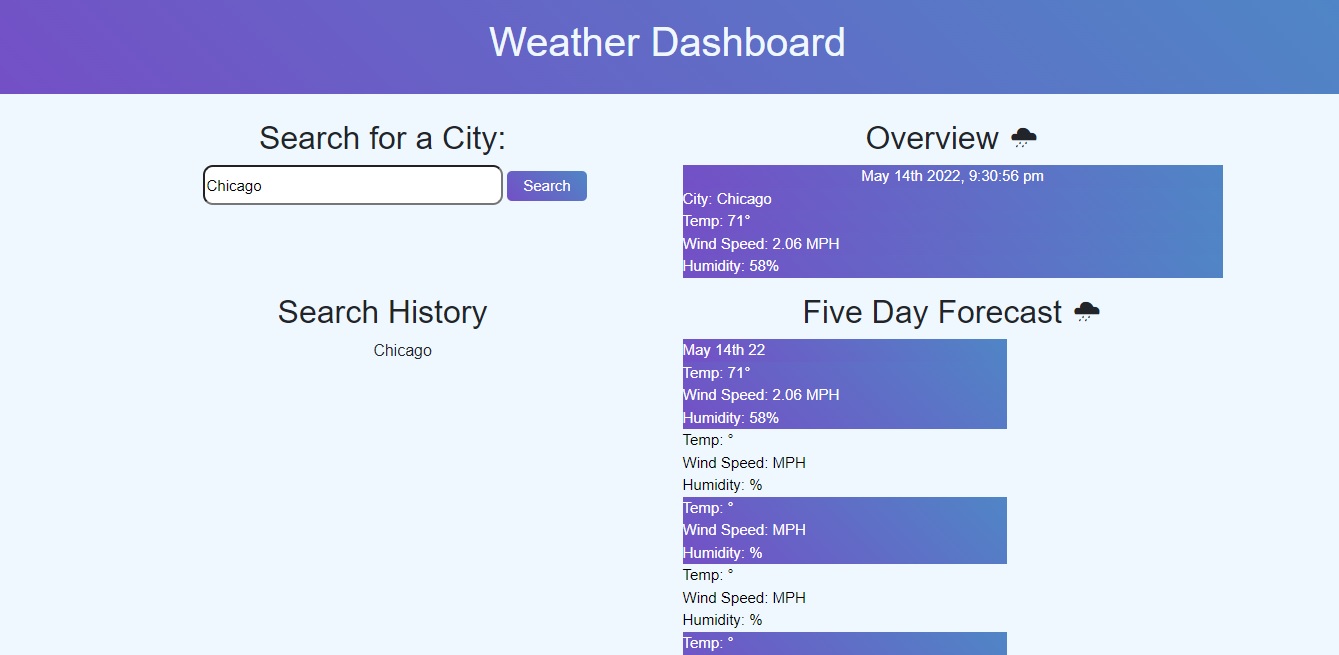 Weather Dashboard
Search for a City:
Chicago
Search
Search History
Chicago
Overview
May 14th 2022, 9:30:56 pm
City: Chicago
Temp: 71°
Wind Speed: 2.06 MPH
Humidity: 58%
Five Day Forecast
May 14th 22
Temp: 71°
Wind Speed: 2.06 MPH
Humidity: 58%
Temp: °
Wind Speed: MPH
Humidity: %
Temp: °
Wind Speed: MPH
Humidity: %
Temp: °
Wind Speed: MPH
Humidity: %
Temp: °